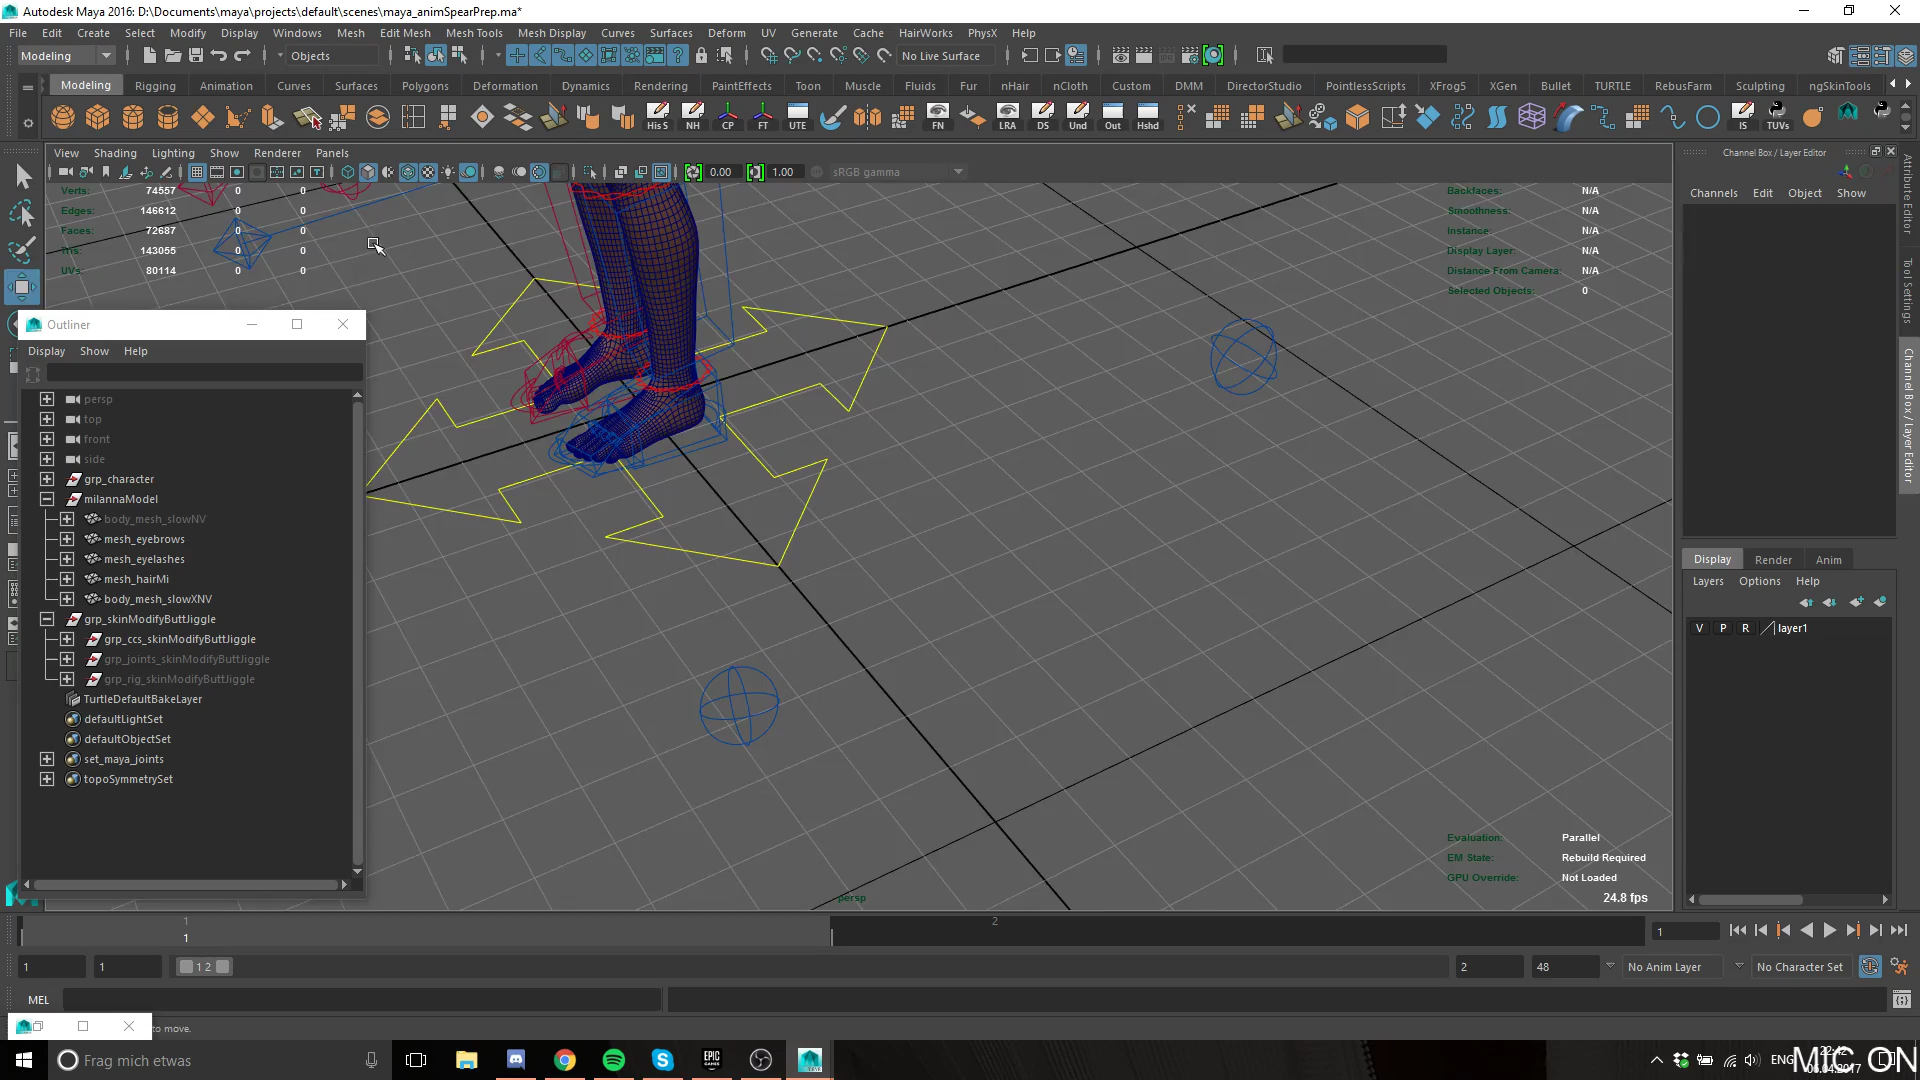 Autodesk Maya 2016: D:\Documents\maya\projects\default\scenes\maya_animSpearPrep.ma*
File Edit Create Select Modify Display Windows Mesh Edit Mesh Mesh Tools Mesh Display Curves Surfaces Deform UV Generate Cache HairWorks PhysX Help
Modeling Objects No Live Surface
Modeling Rigging Animation Curves Surfaces Polygons Deformation Dynamics Rendering PaintEffects Toon Muscle Fluids Fur nHair nCloth Custom DMM DirectorStudio PointlessScripts XFrog5 XGen Bullet TURTLE RebusFarm Sculpting ngSkinTools
His S NH CP FT UTE FN LRA DS Und Out Hshd IS TUVs
View Shading Lighting Show Renderer Panels
0.00 1.00 sRGB gamma
Verts: 74557 0 0
Edges: 146612 0 0
Faces: 72687 0 0
Tris: 143055 0 0
UVs: 80114 0 0
Backfaces: N/A
Smoothness: N/A
Instance: N/A
Display Layer: N/A
Distance From Camera: N/A
Selected Objects: 0
Outliner
Display Show Help
persp
top
front
side
grp_character
milannaModel
body_mesh_slowNV
mesh_eyebrows
mesh_eyelashes
mesh_hairMi
body_mesh_slowXNV
grp_skinModifyButtJiggle
grp_ccs_skinModifyButtJiggle
grp_joints_skinModifyButtJiggle
grp_rig_skinModifyButtJiggle
TurtleDefaultBakeLayer
defaultLightSet
defaultObjectSet
set_maya_joints
topoSymmetrySet
Evaluation: Parallel
EM State: Rebuild Required
GPU Override: Not Loaded
24.8 fps
persp
Channel Box / Layer Editor
Channels Edit Object Show
Display Render Anim
Layers Options Help
V P R layer1
Attribute Editor
Tool Settings
Channel Box / Layer Editor
1 2
1
1
1 1 1 2 2 48 No Anim Layer No Character Set
MEL
to move.
Frag mich etwas
EPIC GAMES
ENG
22:42
06.04.2017
MIC ON